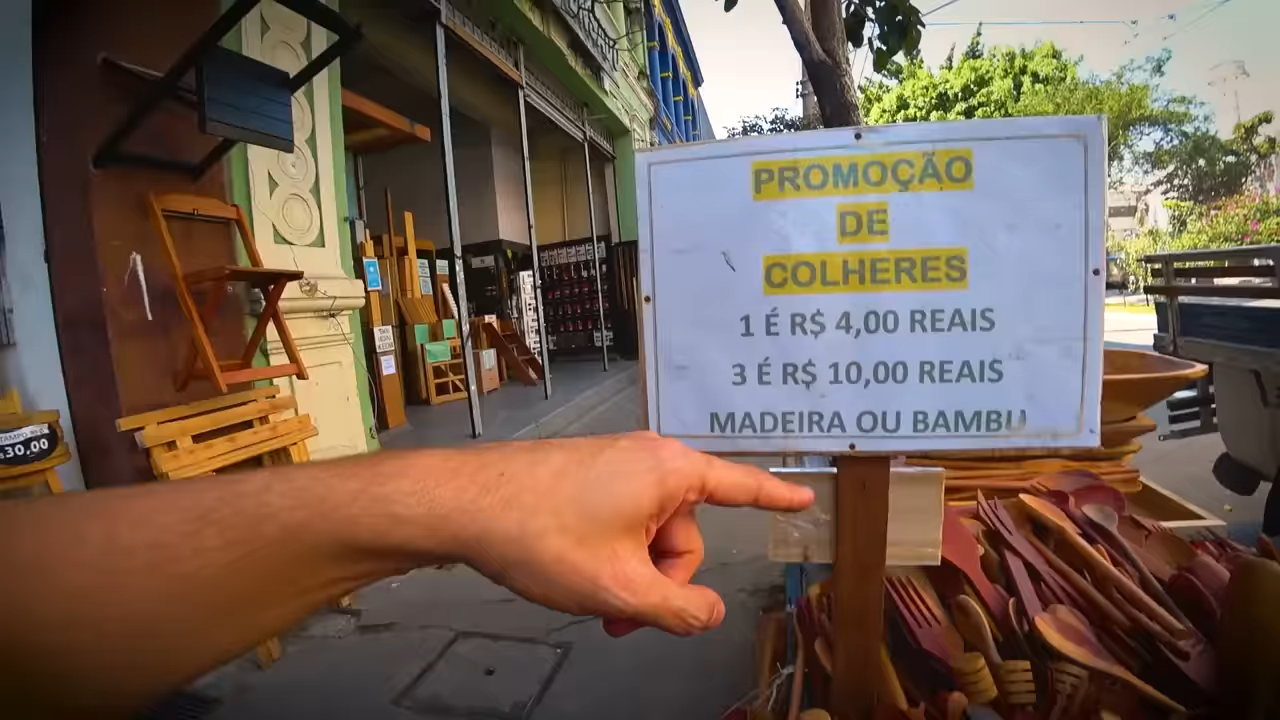 PROMOÇÃO
DE
COLHERES
1 É R$ 4,00 REAIS
3 É R$ 10,00 REAIS
MADEIRA OU BAMBU
TAMPO
30,00